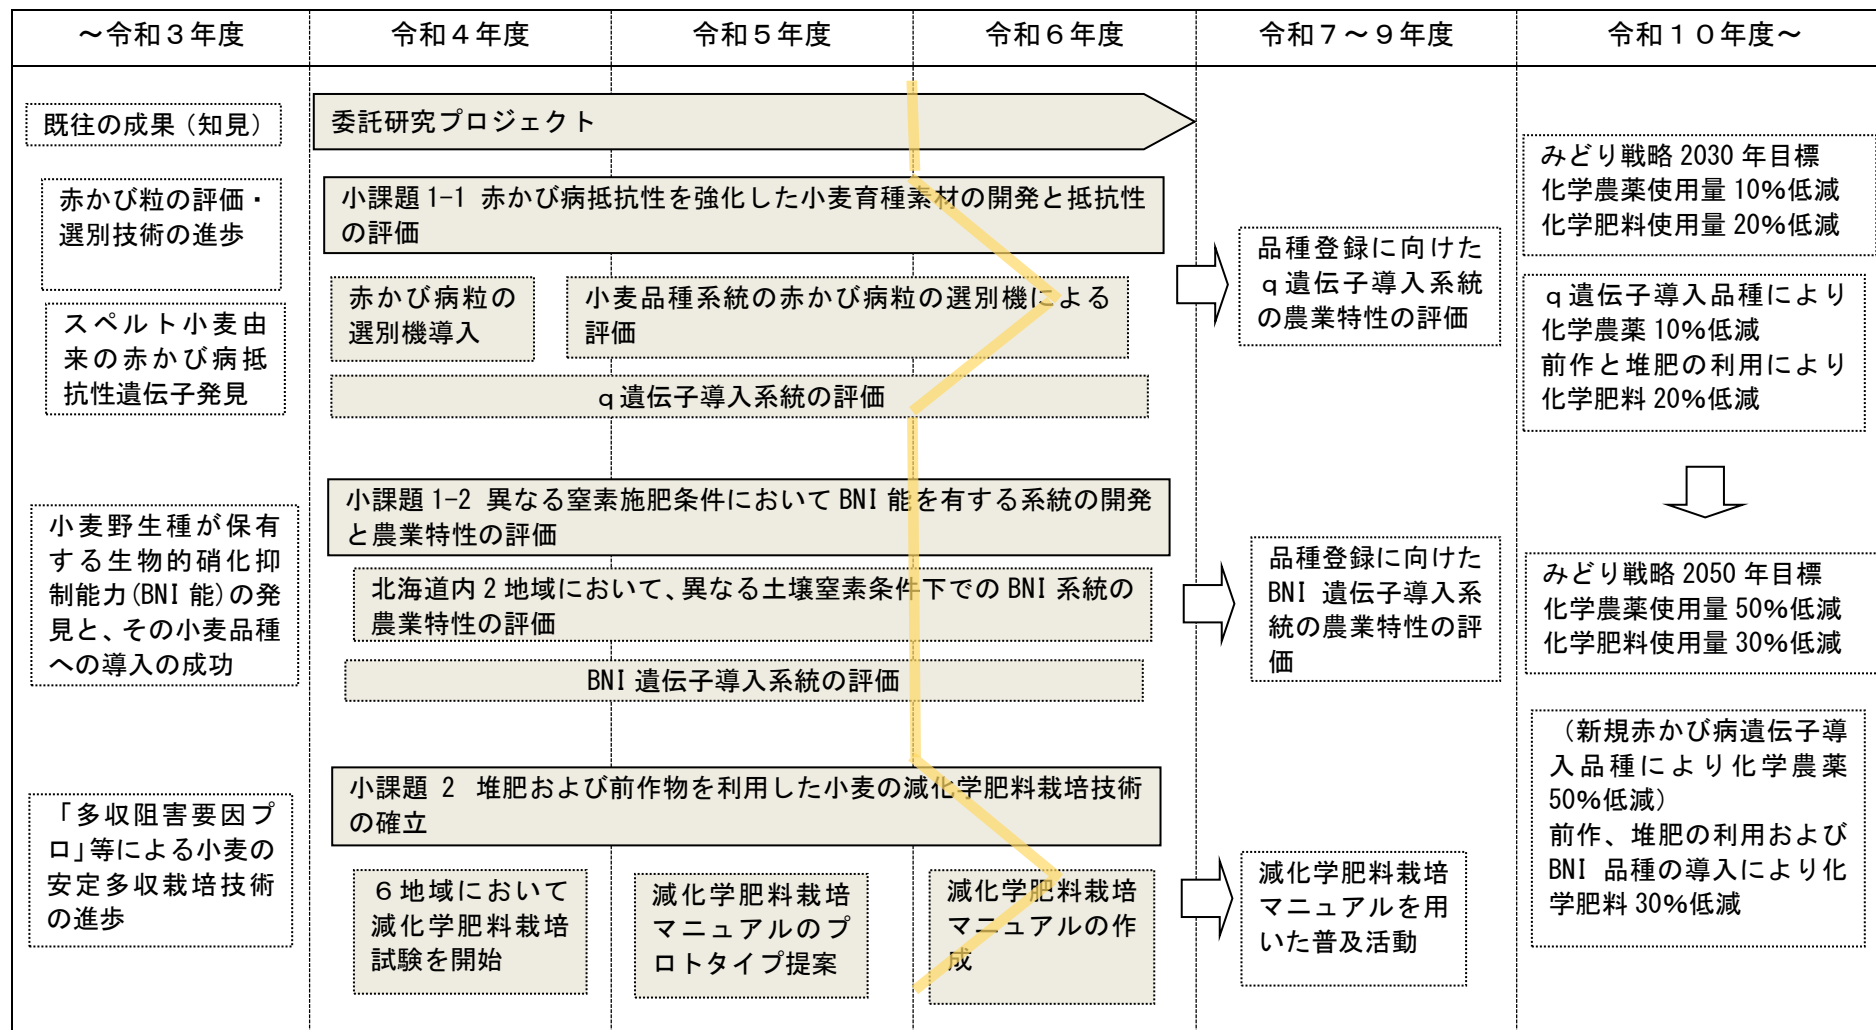 ～令和３年度
令和４年度
令和５年度
令和６年度
令和７～９年度
令和１０年度～
既往の成果（知見）
赤かび粒の評価・
選別技術の進歩
スペルト小麦由
来の赤かび病抵
抗性遺伝子発見
小麦野生種が保有
する生物的硝化抑
制能力(BNI 能)の発
見と、その小麦品種
への導入の成功
「多収阻害要因プ
ロ」等による小麦の
安定多収栽培技術
の進歩
委託研究プロジェクト
小課題 1-1 赤かび病抵抗性を強化した小麦育種素材の開発と抵抗性
の評価
赤かび病粒の
選別機導入
小麦品種系統の赤かび病粒の選別機による
評価
ｑ遺伝子導入系統の評価
小課題 1-2 異なる窒素施肥条件において BNI 能を有する系統の開発
と農業特性の評価
北海道内 2 地域において、異なる土壌窒素条件下での BNI 系統の
農業特性の評価
BNI 遺伝子導入系統の評価
小課題 2 堆肥および前作物を利用した小麦の減化学肥料栽培技術
の確立
６地域において
減化学肥料栽培
試験を開始
減化学肥料栽培
マニュアルのプ
ロトタイプ提案
減化学肥料栽培
マニュアルの作
成
品種登録に向けた
ｑ遺伝子導入系統
の農業特性の評価
品種登録に向けた
BNI 遺伝子導入系
統の農業特性の評
価
減化学肥料栽培
マニュアルを用
いた普及活動
みどり戦略 2030 年目標
化学農薬使用量 10%低減
化学肥料使用量 20%低減
ｑ遺伝子導入品種により
化学農薬 10%低減
前作と堆肥の利用により
化学肥料 20%低減
みどり戦略 2050 年目標
化学農薬使用量 50%低減
化学肥料使用量 30%低減
（新規赤かび病遺伝子導
入品種により化学農薬
50%低減）
前作、堆肥の利用および
BNI 品種の導入により化
学肥料 30%低減